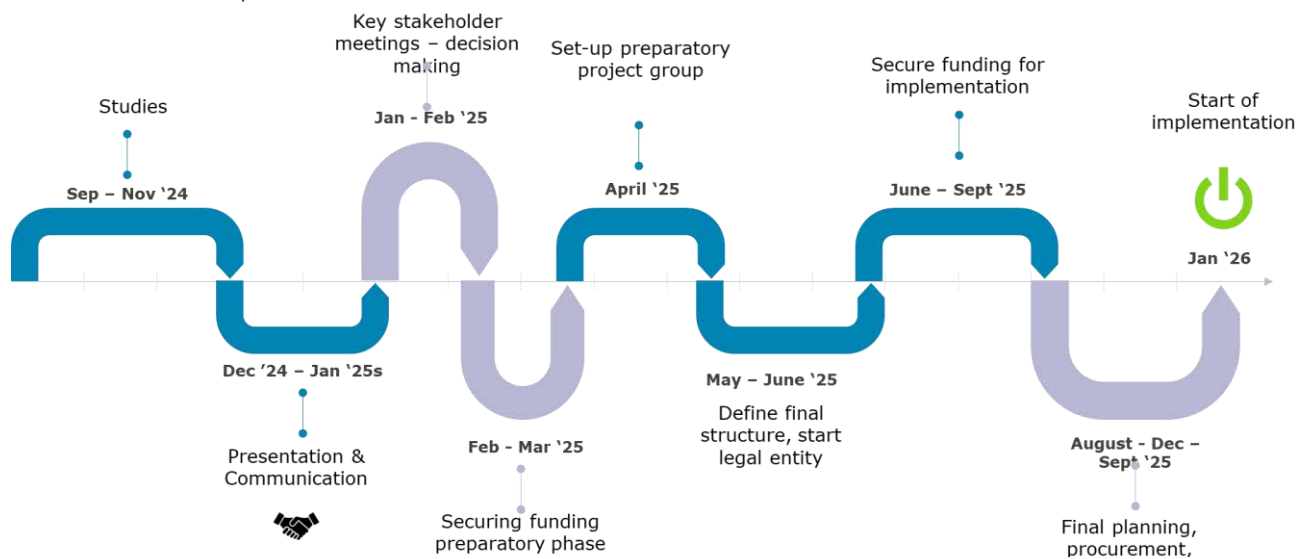 Key stakeholder
meetings – decision
making
Jan - Feb ‘25
Studies
Sep – Nov ‘24
Set-up preparatory
project group
April ‘25
Secure funding for
implementation
June – Sept ‘25
Start of
implementation
Jan ‘26
Dec ’24 – Jan ‘25s
Presentation &
Communication
Feb - Mar ‘25
Securing funding
preparatory phase
May – June ‘25
Define final
structure, start
legal entity
August - Dec –
Sept ‘25
Final planning,
procurement,